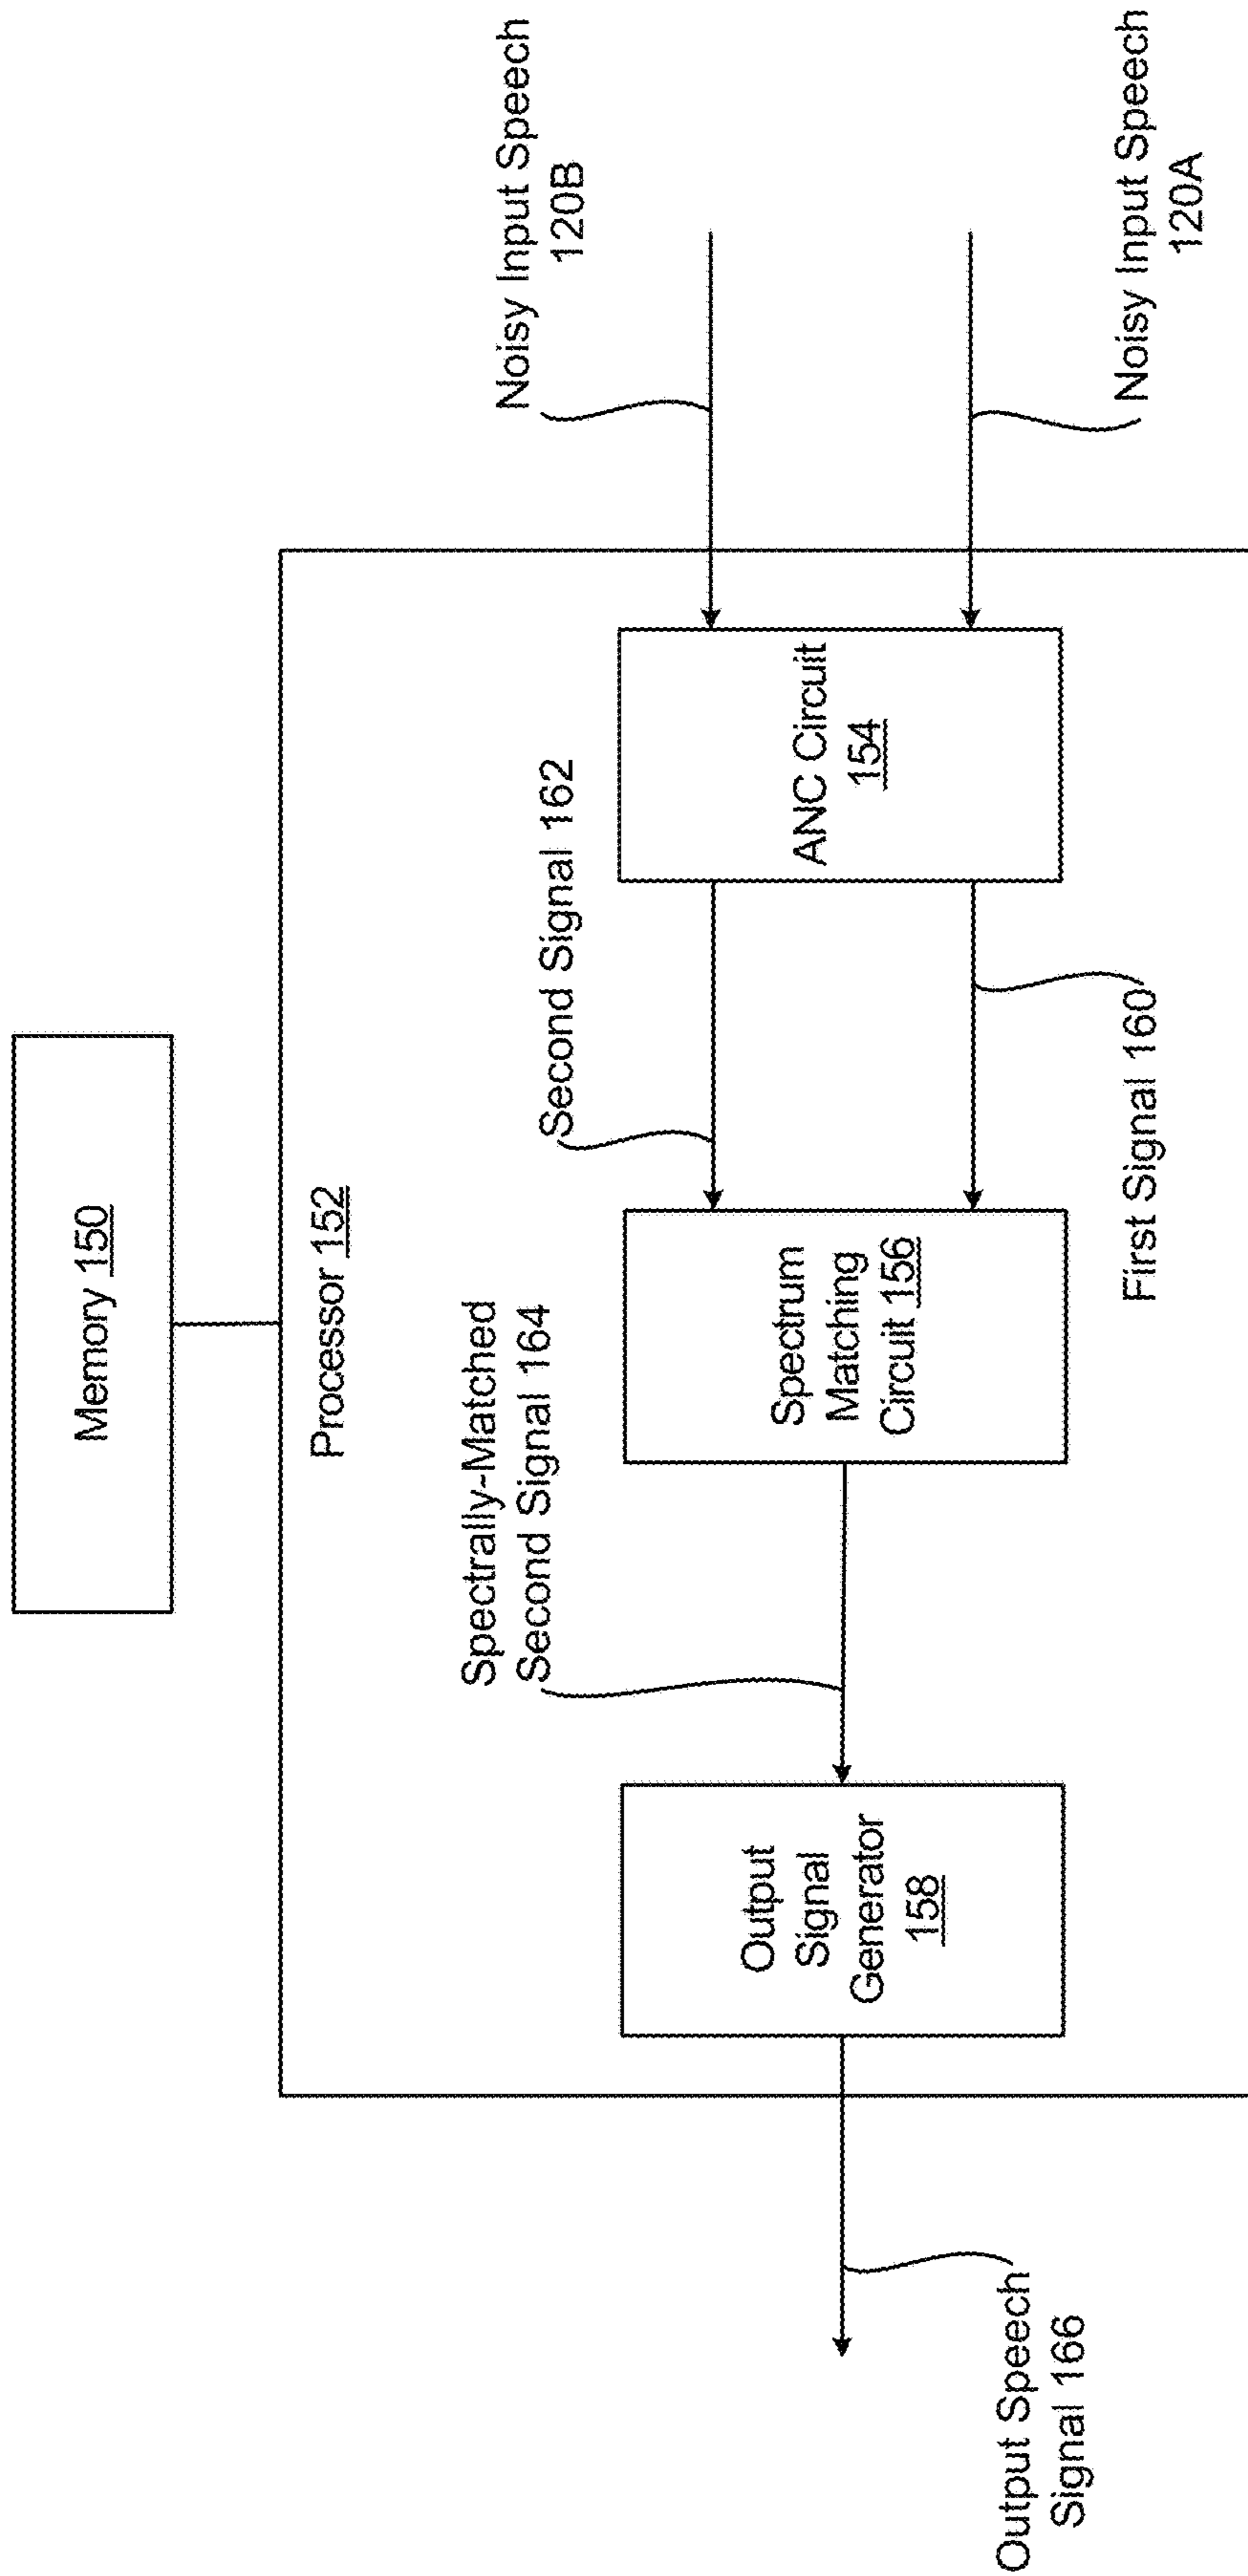 Memory 150
Processor 152
Noisy Input Speech
120B
Noisy Input Speech
120A
ANC Circuit
154
Second Signal 162
First Signal 160
Spectrum
Matching
Circuit 156
Spectrally-Matched
Second Signal 164
Output
Signal
Generator
158
Output Speech
Signal 166